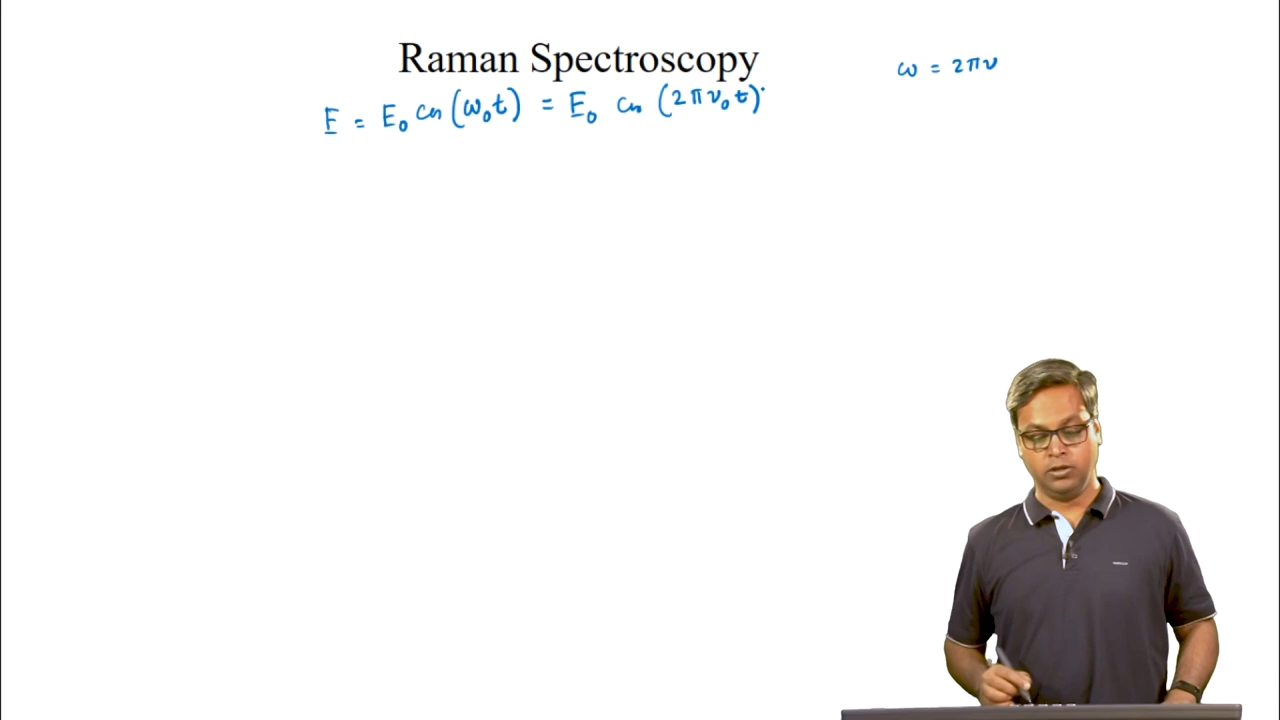 Raman Spectroscopy
ω = 2πν
E = E₀ cos (ω₀t) = E₀ cos (2πν₀t).